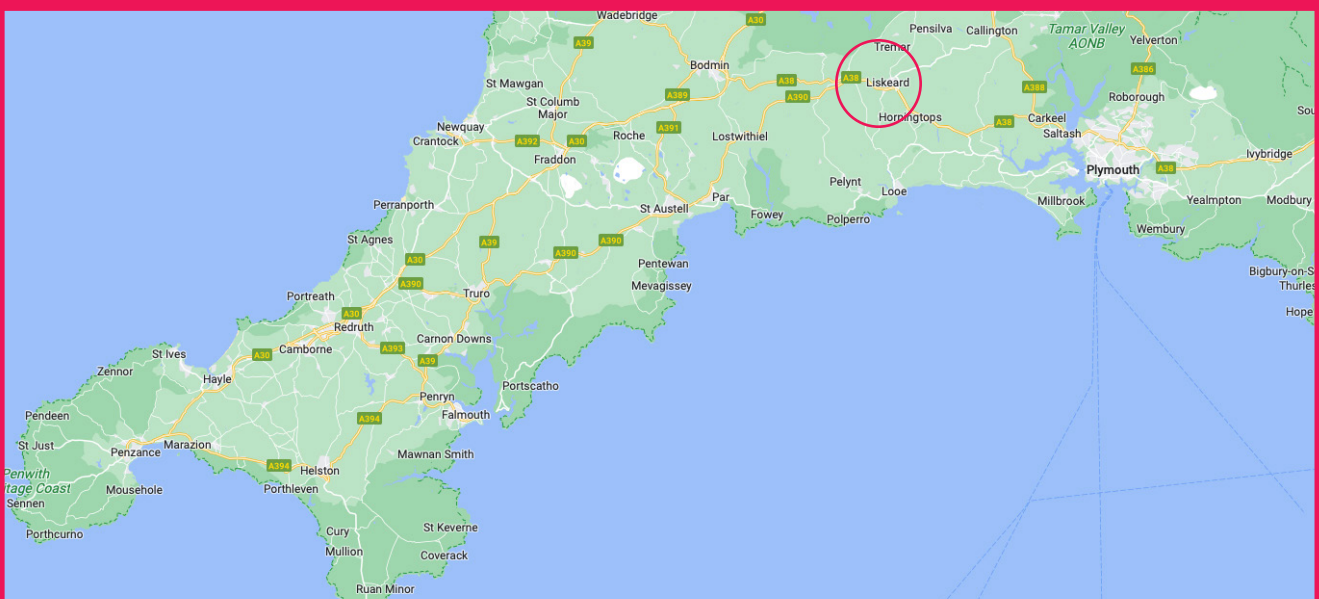 Wadebridge
A30
Pensilva
Callington
Tamar Valley
AONB
Yelverton
A39
Tremar
Bodmin
A386
St Mawgan
A38
A38
Liskeard
A388
A389
A390
Roborough
St Columb
Major
Horningtops
A38
Carkeel
Saltash
Sou
Newquay
Crantock
A392
A30
Roche
A391
Lostwithiel
Ivybridge
Fraddon
Plymouth
A38
Pelynt
Looe
Par
Perranporth
St Austell
Fowey
Polperro
Millbrook
Yealmpton
Modbury
Wembury
St Agnes
A39
A390
A390
A30
Pentewan
Bigbury-on-S
A390
Mevagissey
Thurles
Portreath
Truro
Hope
A30
Redruth
Carnon Downs
A393
Camborne
St Ives
A30
A39
Zennor
Hayle
Portscatho
Penryn
Pendeen
A394
Falmouth
St Just
Marazion
Penzance
Mawnan Smith
A394
Helston
Penwith
tage Coast
Mousehole
Porthleven
Sennen
Porthcurno
Cury
St Keverne
Mullion
Coverack
Ruan Minor